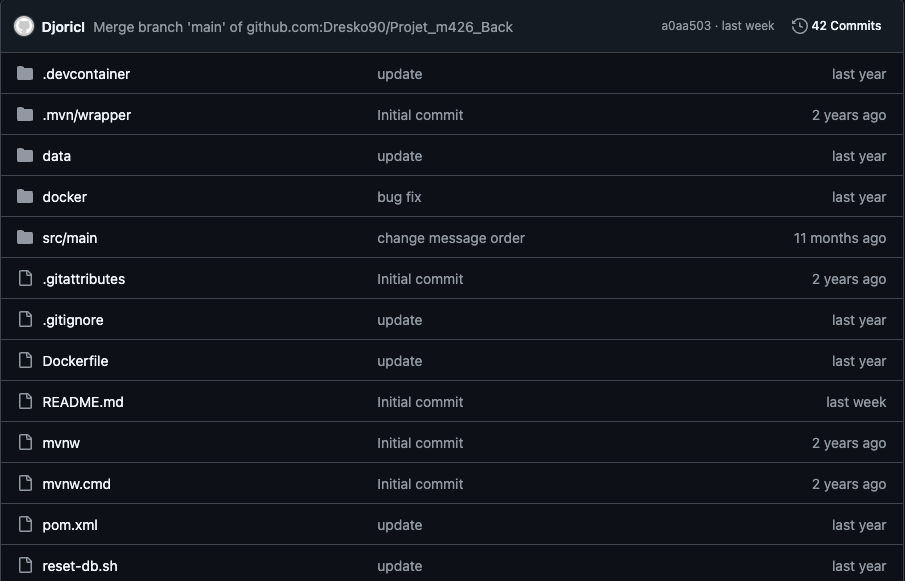 Djoricl Merge branch 'main' of github.com:Dresko90/Projet_m426_Back a0aa503 · last week 42 Commits
.devcontainer update last year
.mvn/wrapper Initial commit 2 years ago
data update last year
docker bug fix last year
src/main change message order 11 months ago
.gitattributes Initial commit 2 years ago
.gitignore update last year
Dockerfile update last year
README.md Initial commit last week
mvnw Initial commit 2 years ago
mvnw.cmd Initial commit 2 years ago
pom.xml update last year
reset-db.sh update last year